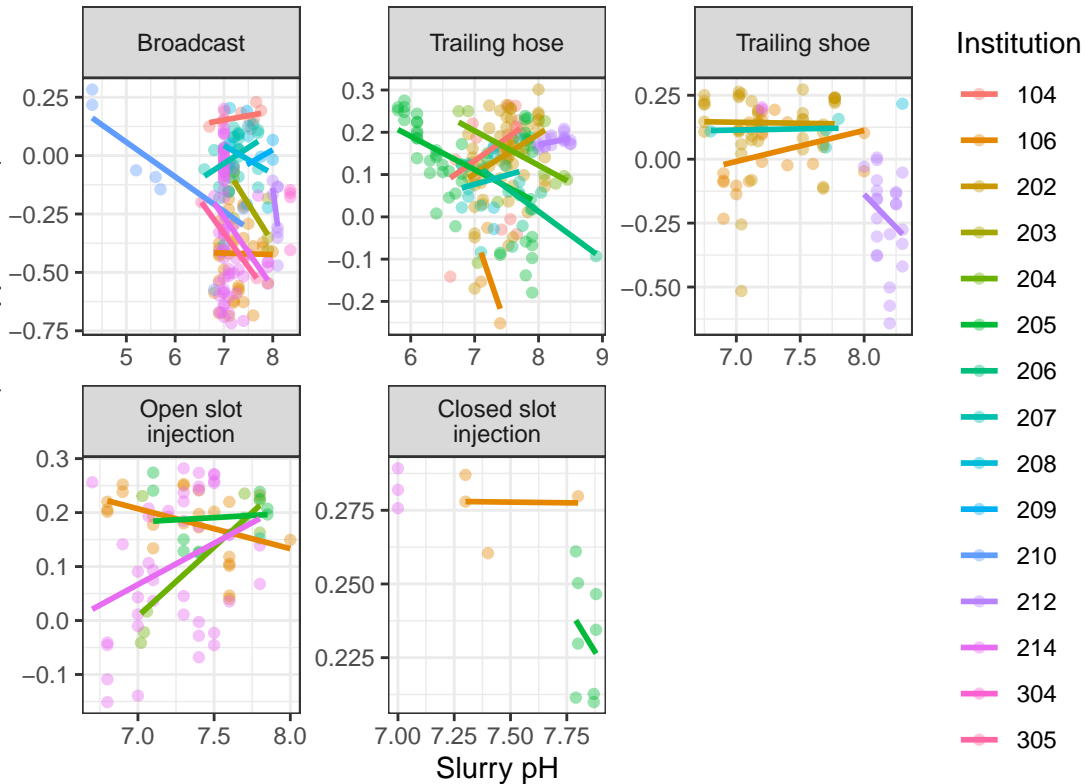 Broadcast
Trailing hose
Trailing shoe
Institution
0.25
0.00
−0.25
−0.50
−0.75
5 6 7 8
0.3
0.2
0.1
0.0
−0.1
−0.2
6 7 8 9
0.25
0.00
−0.25
−0.50
7.0 7.5 8.0
Open slot
injection
Closed slot
injection
0.3
0.2
0.1
0.0
−0.1
7.0 7.5 8.0
0.275
0.250
0.225
7.00 7.25 7.50 7.75
Slurry pH
104
106
202
203
204
205
206
207
208
209
210
212
214
304
305